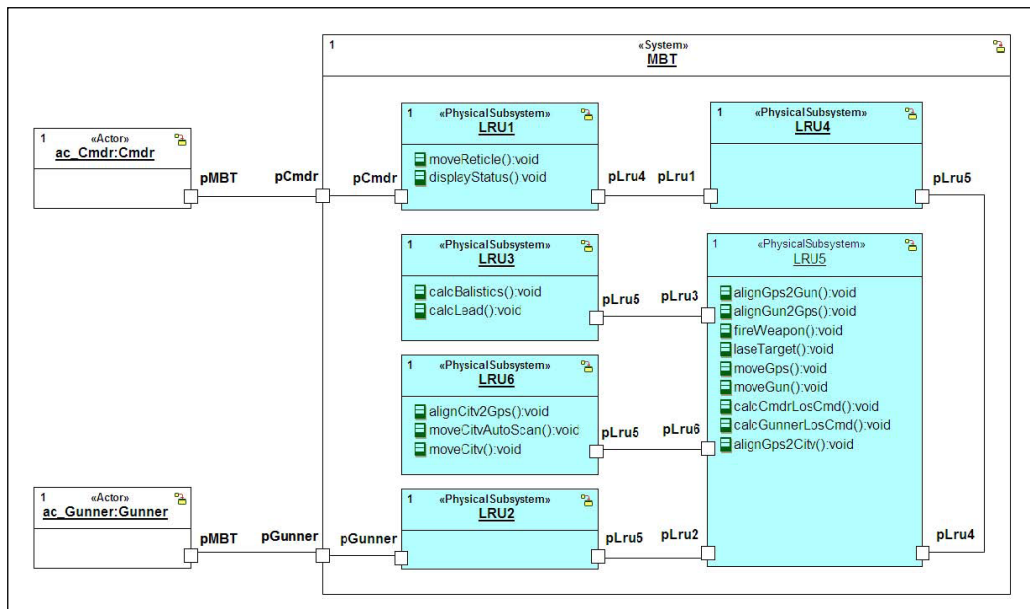 1
«System»
MBT
1
«Actor»
ac_Cmdr:Cmdr
pMBT
pCmdr
pCmdr
1
«PhysicalSubsystem»
LRU1
moveReticle():void
displayStatus() void
pLru4
pLru1
1
«PhysicalSubsystem»
LRU4
pLru5
1
«PhysicalSubsystem»
LRU3
calcBalistics():void
calcLead():void
pLru5
pLru3
1
«PhysicalSubsystem»
LRU5
alignGps2Gun():void
alignGun2Gps():void
fireWeapon():void
laseTarget():void
moveGps():void
moveGun():void
calcCmdrLosCmd():void
calcGunnerLosCmd():void
alignGps2Citv():void
1
«PhysicalSubsystem»
LRU6
alignCitv2Gps():void
moveCitvAutoScan():void
moveCitv():void
pLru5
pLru6
1
«Actor»
ac_Gunner:Gunner
pMBT
pGunner
pGunner
1
«PhysicalSubsystem»
LRU2
pLru5
pLru2
pLru4